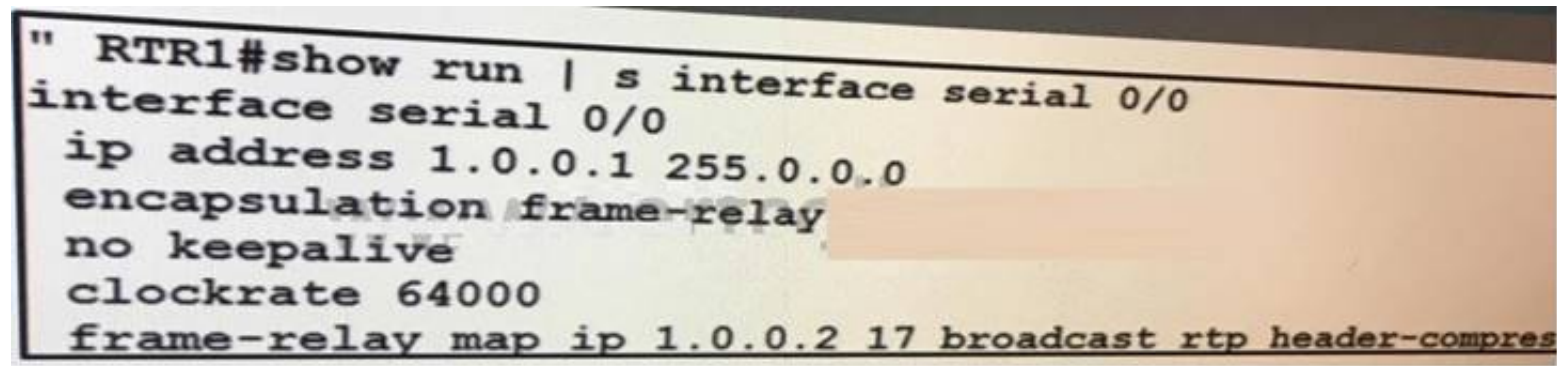 " RTR1#show run | s interface serial 0/0
interface serial 0/0
ip address 1.0.0.1 255.0.0.0
encapsulation frame-relay
no keepalive
clockrate 64000
frame-relay map ip 1.0.0.2 17 broadcast rtp header-compres